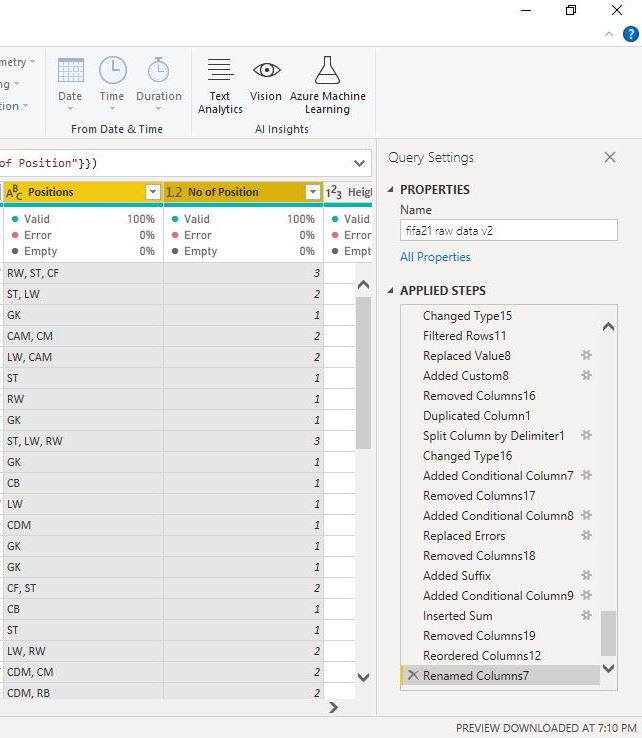 ?
metry
ng
tion
Date
Time
Duration
Text
Analytics
Vision
Azure Machine
Learning
From Date & Time
AI Insights
of Position"}})
Query Settings
PROPERTIES
Name
fifa21 raw data v2
All Properties
APPLIED STEPS
ABC Positions
1.2 No of Position
123 Heigh
Valid 100%
Error 0%
Empty 0%
Valid 100%
Error 0%
Empty 0%
Valid
Error
Empt
RW, ST, CF 3
ST, LW 2
GK 1
CAM, CM 2
LW, CAM 2
ST 1
RW 1
GK 1
ST, LW, RW 3
GK 1
CB 1
LW 1
CDM 1
GK 1
GK 1
CF, ST 2
CB 1
ST 1
LW, RW 2
CDM, CM 2
CDM, RB 2
Changed Type15
Filtered Rows11
Replaced Value8
Added Custom8
Removed Columns16
Duplicated Column1
Split Column by Delimiter1
Changed Type16
Added Conditional Column7
Removed Columns17
Added Conditional Column8
Replaced Errors
Removed Columns18
Added Suffix
Added Conditional Column9
Inserted Sum
Removed Columns19
Reordered Columns12
Renamed Columns7
PREVIEW DOWNLOADED AT 7:10 PM